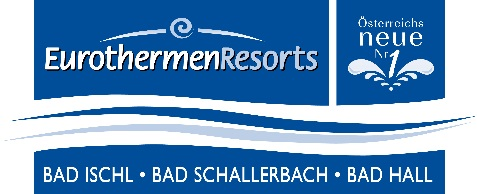 EurothermenResorts
Österreichs
neue
Nr 1
BAD ISCHL • BAD SCHALLERBACH • BAD HALL